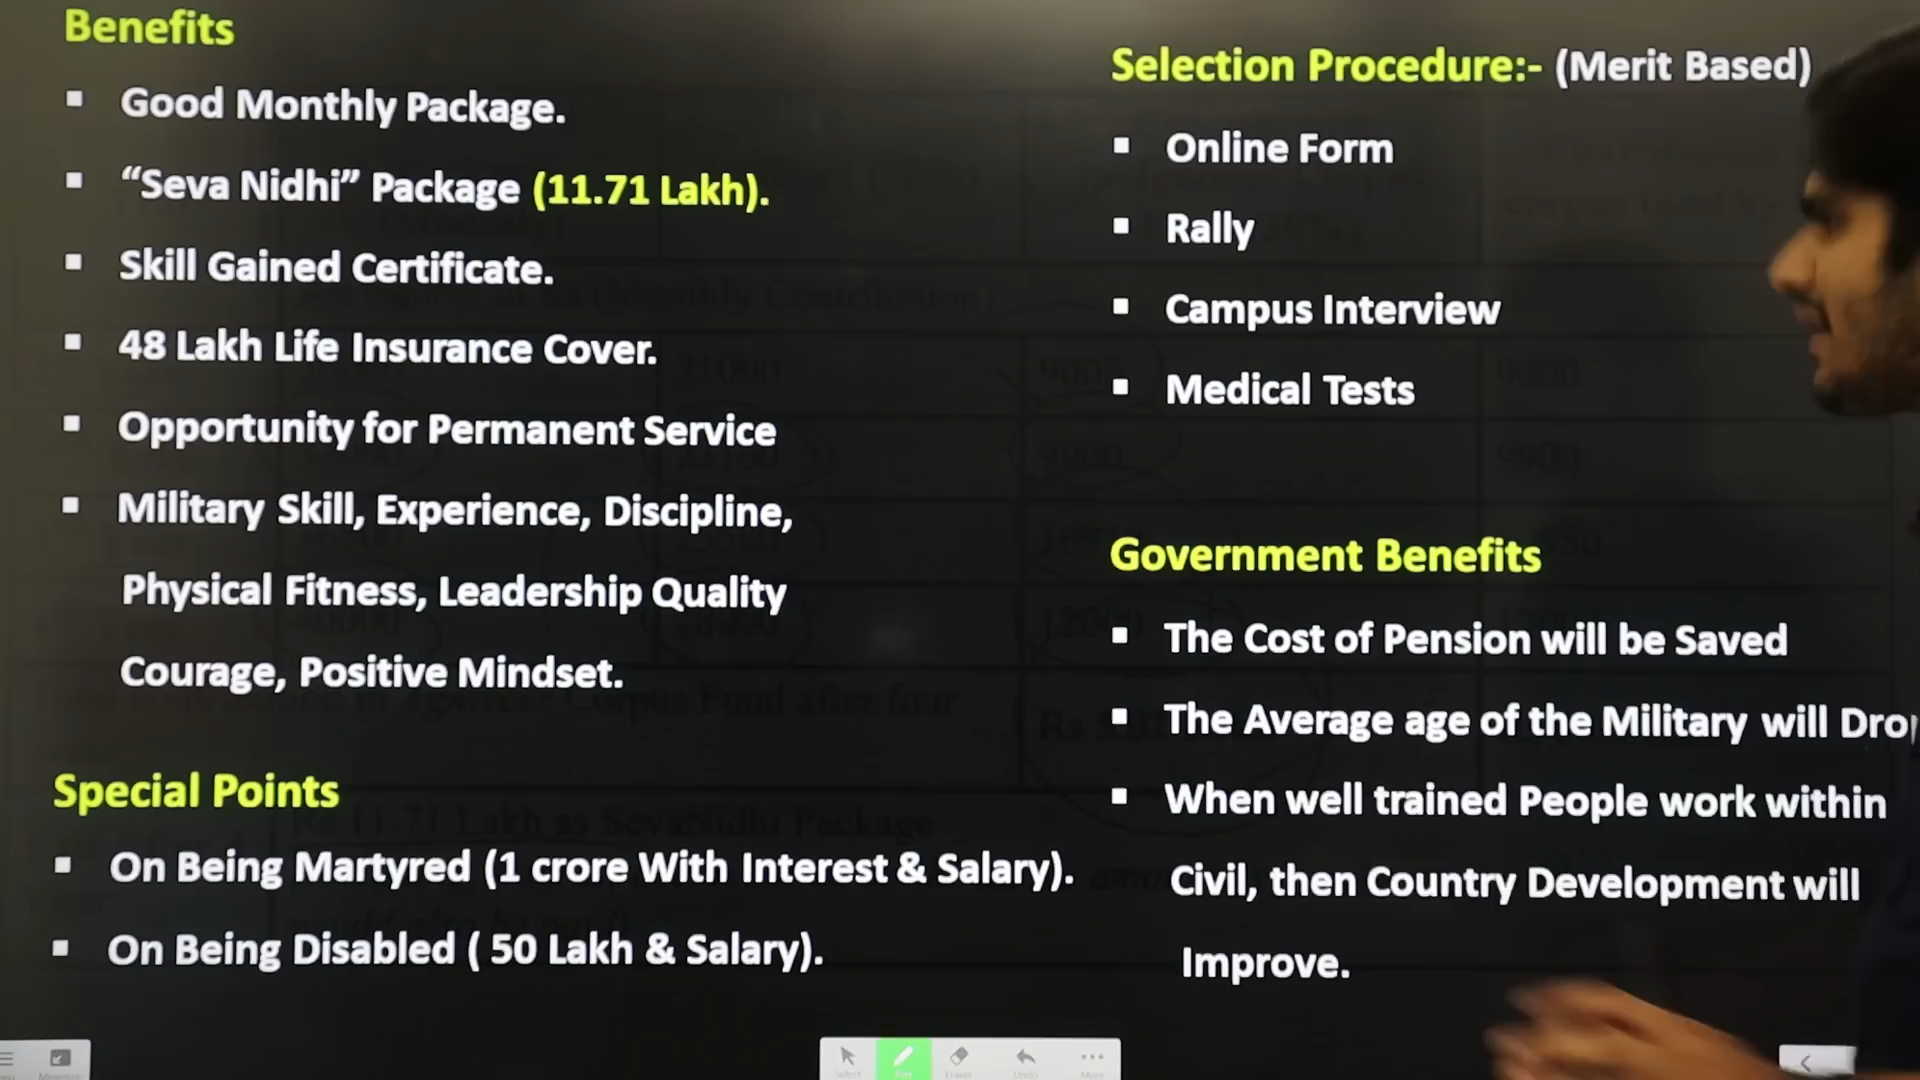 Benefits
▪ Good Monthly Package.
▪ “Seva Nidhi” Package (11.71 Lakh).
▪ Skill Gained Certificate.
▪ 48 Lakh Life Insurance Cover.
▪ Opportunity for Permanent Service
▪ Military Skill, Experience, Discipline,
Physical Fitness, Leadership Quality
Courage, Positive Mindset.
Special Points
▪ On Being Martyred (1 crore With Interest & Salary).
▪ On Being Disabled ( 50 Lakh & Salary).
Selection Procedure:- (Merit Based)
▪ Online Form
▪ Rally
▪ Campus Interview
▪ Medical Tests
Government Benefits
▪ The Cost of Pension will be Saved
▪ The Average age of the Military will
▪ When well trained People work within
Civil, then Country Development will
Improve.
Select
Eraser
Undo
More